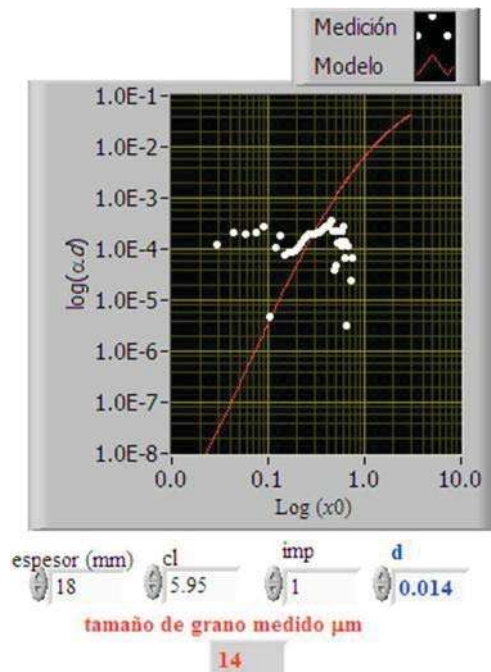 Medición
Modelo
1.0E-1
1.0E-2
1.0E-3
1.0E-4
1.0E-5
1.0E-6
1.0E-7
1.0E-8
log(α.d)
0.0 0.1 1.0 10.0
Log (x0)
espesor (mm) cl imp d
18 5.95 1 0.014
tamaño de grano medido μm
14